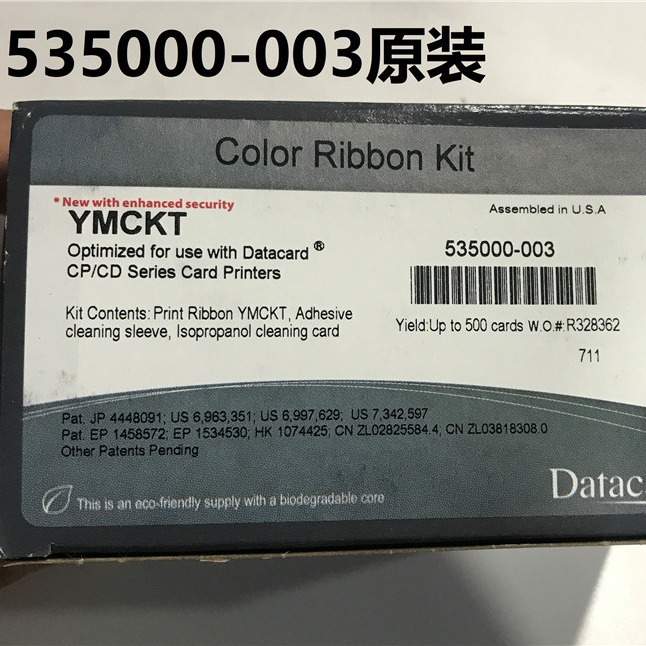 535000-003原装
Color Ribbon Kit
* New with enhanced security
YMCKT
Optimized for use with Datacard ®
CP/CD Series Card Printers
Kit Contents: Print Ribbon YMCKT, Adhesive
cleaning sleeve, Isopropanol cleaning card
Assembled in U.S.A
535000-003
Yield:Up to 500 cards W.O.#:R328362
711
Pat. JP 4448091; US 6,963,351; US 6,997,629; US 7,342,597
Pat. EP 1458572; EP 1534530; HK 1074425; CN ZL02825584.4; CN ZL03818308.0
Other Patents Pending
This is an eco-friendly supply with a biodegradable core
Datac